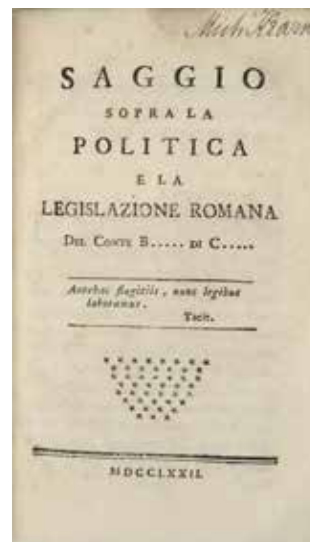 SAGGIO
SOPRA LA
POLITICA
E LA
LEGISLAZIONE ROMANA
DEL CONTE B..... DI C.....
Antehac flagitiis, nunc legibus
laboramus.
Tacit.
MDCCLXXII.